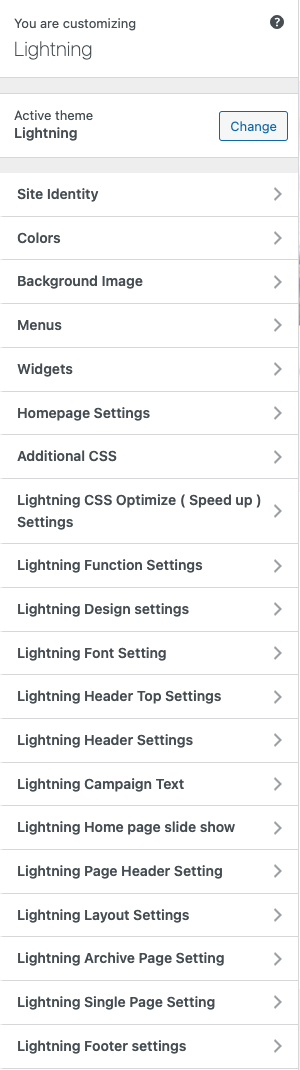 You are customizing
Lightning
Active theme
Lightning
Change
Site Identity
Colors
Background Image
Menus
Widgets
Homepage Settings
Additional CSS
Lightning CSS Optimize ( Speed up )
Settings
Lightning Function Settings
Lightning Design settings
Lightning Font Setting
Lightning Header Top Settings
Lightning Header Settings
Lightning Campaign Text
Lightning Home page slide show
Lightning Page Header Setting
Lightning Layout Settings
Lightning Archive Page Setting
Lightning Single Page Setting
Lightning Footer settings